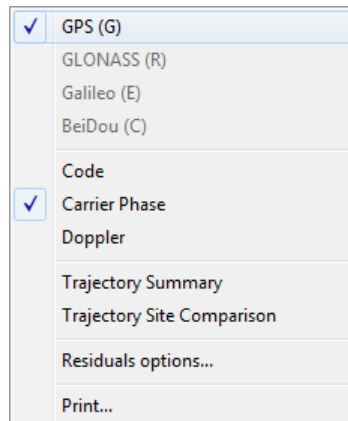 GPS (G)
GLONASS (R)
Galileo (E)
BeiDou (C)
Code
Carrier Phase
Doppler
Trajectory Summary
Trajectory Site Comparison
Residuals options...
Print...